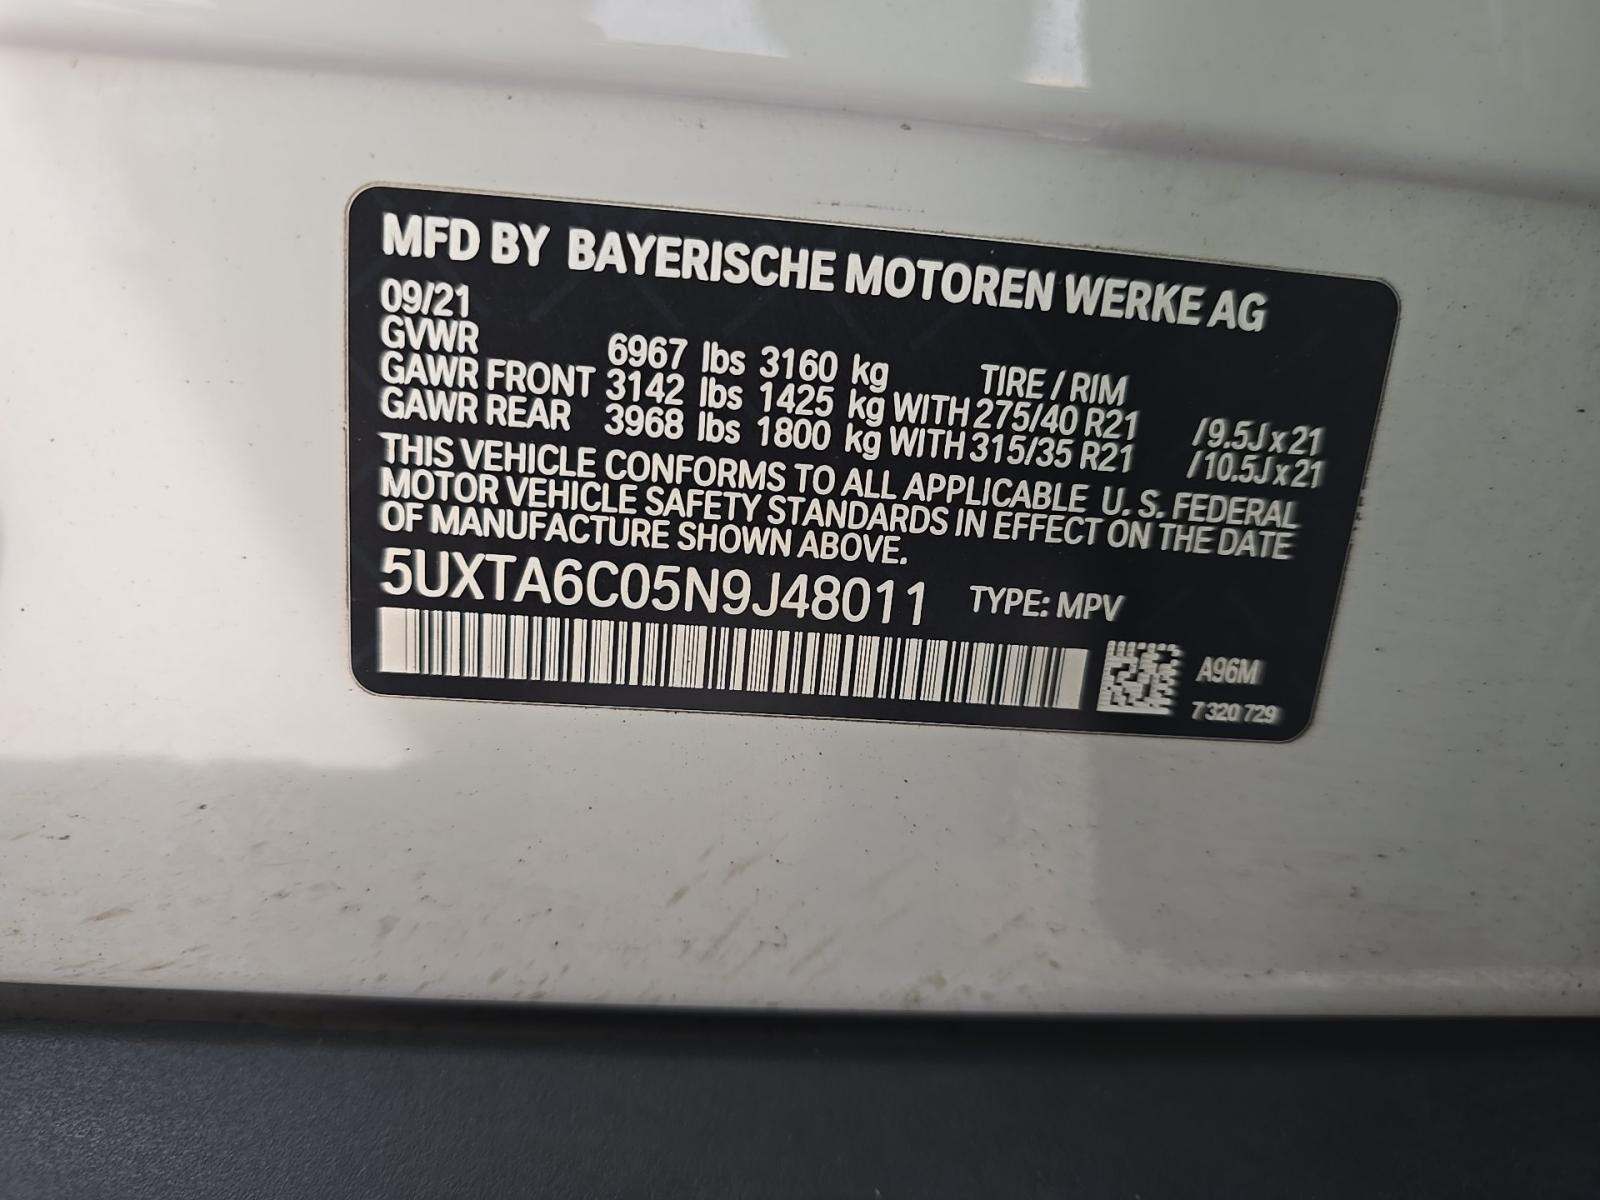 MFD BY BAYERISCHE MOTOREN WERKE AG
09/21
GVWR 6967 lbs 3160 kg TIRE / RIM
GAWR FRONT 3142 lbs 1425 kg WITH 275/40 R21 /9.5J x 21
GAWR REAR 3968 lbs 1800 kg WITH 315/35 R21 /10.5J x 21
THIS VEHICLE CONFORMS TO ALL APPLICABLE U. S. FEDERAL
MOTOR VEHICLE SAFETY STANDARDS IN EFFECT ON THE DATE
OF MANUFACTURE SHOWN ABOVE.
5UXTA6C05N9J48011 TYPE: MPV
A96M
7 320 729